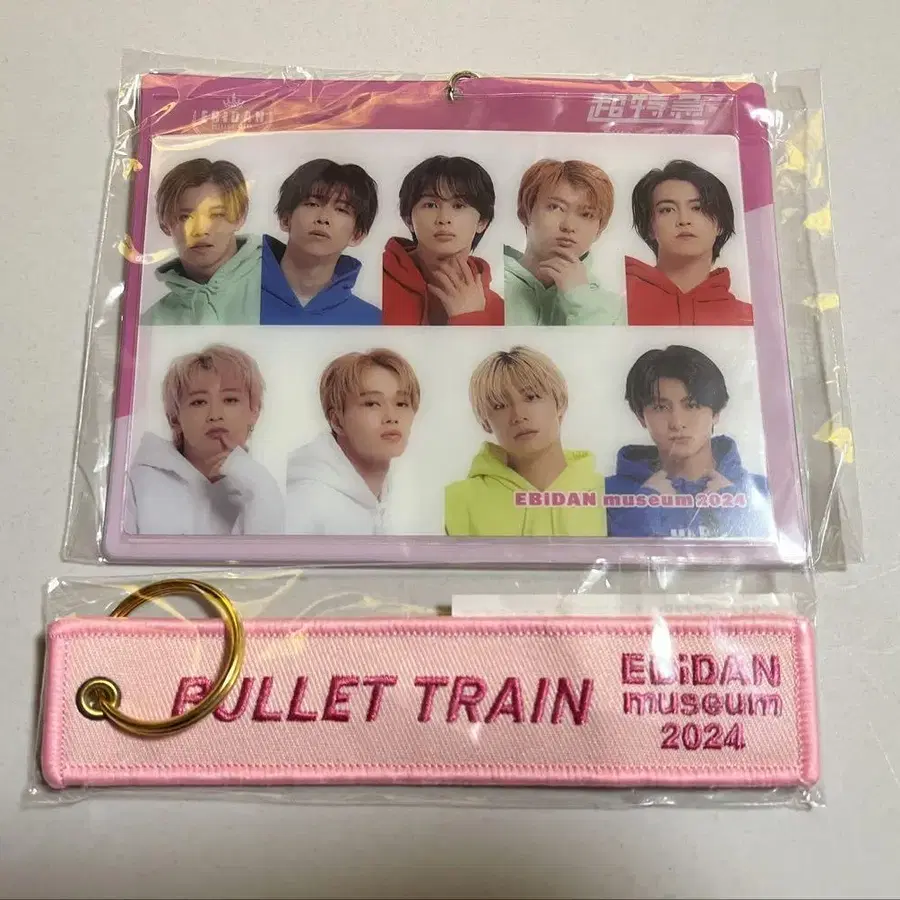 EBiDAN
超特急
EBiDAN museum 2024
BULLET TRAIN
EBiDAN
museum
2024